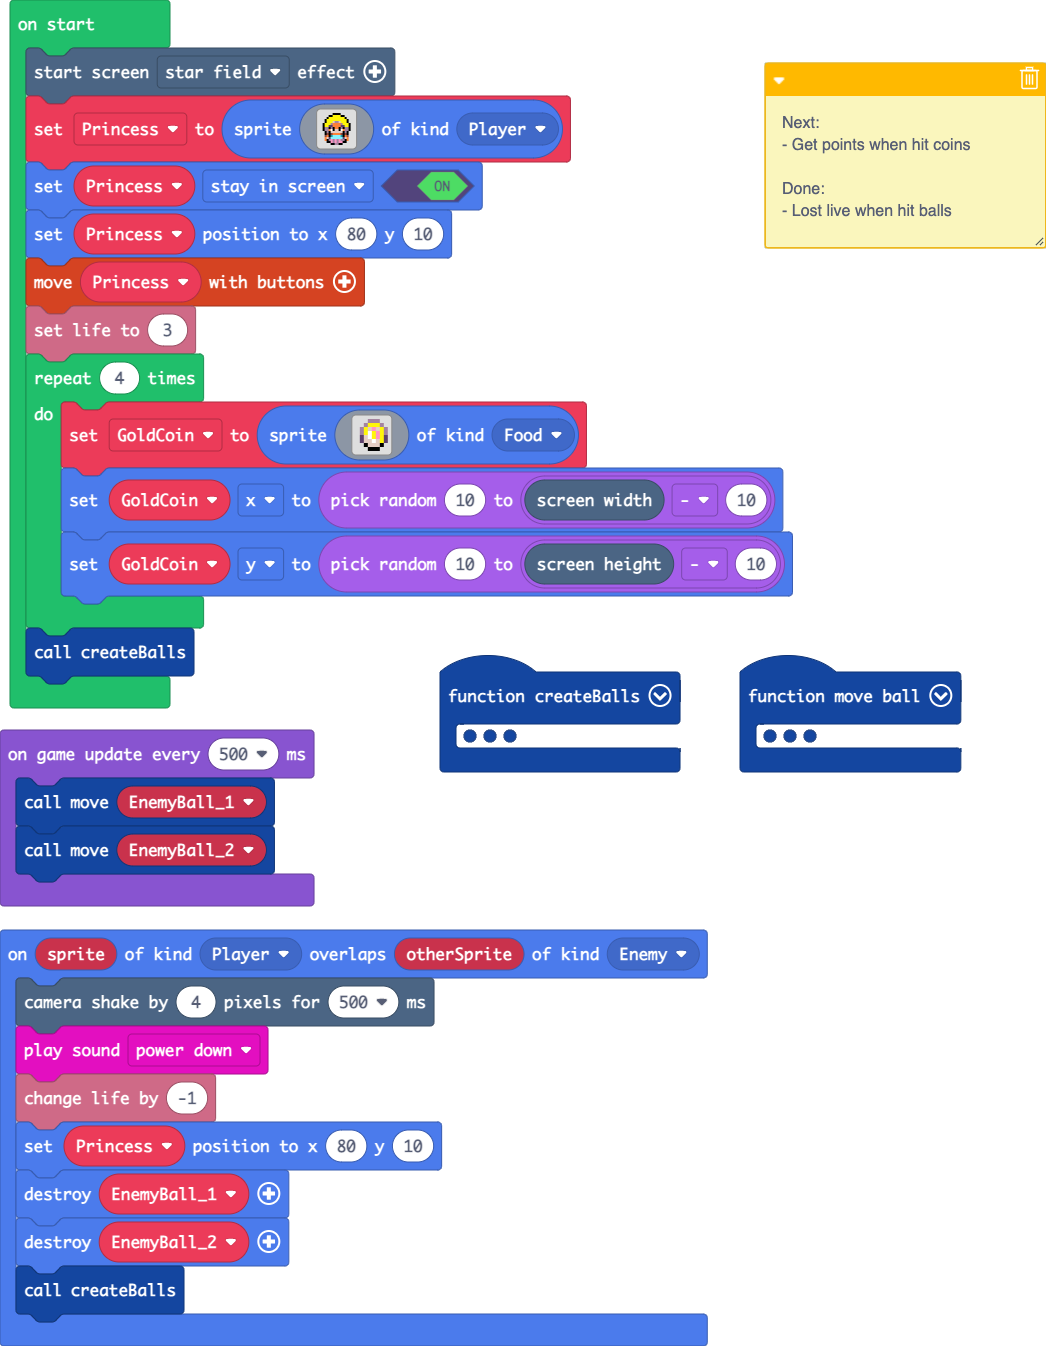 on start
start screen star field effect
set Princess to sprite of kind Player
set Princess stay in screen ON
set Princess position to x 80 y 10
move Princess with buttons
set life to 3
repeat 4 times
do
set GoldCoin to sprite of kind Food
set GoldCoin x to pick random 10 to screen width - 10
set GoldCoin y to pick random 10 to screen height - 10
call createBalls
Next:
- Get points when hit coins
Done:
- Lost live when hit balls
function createBalls
function move ball
on game update every 500 ms
call move EnemyBall_1
call move EnemyBall_2
on sprite of kind Player overlaps otherSprite of kind Enemy
camera shake by 4 pixels for 500 ms
play sound power down
change life by -1
set Princess position to x 80 y 10
destroy EnemyBall_1
destroy EnemyBall_2
call createBalls